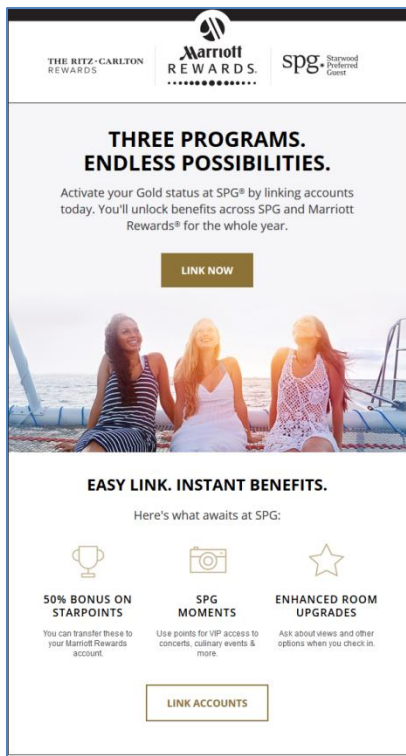 THE RITZ-CARLTON
REWARDS
Marriott
REWARDS.
spg. Starwood
Preferred
Guest
THREE PROGRAMS.
ENDLESS POSSIBILITIES.
Activate your Gold status at SPG® by linking accounts
today. You'll unlock benefits across SPG and Marriott
Rewards® for the whole year.
LINK NOW
EASY LINK. INSTANT BENEFITS.
Here's what awaits at SPG:
50% BONUS ON
STARPOINTS
You can transfer these to
your Marriott Rewards
account.
SPG
MOMENTS
Use points for VIP access to
concerts, culinary events &
more.
ENHANCED ROOM
UPGRADES
Ask about views and other
options when you check in.
LINK ACCOUNTS